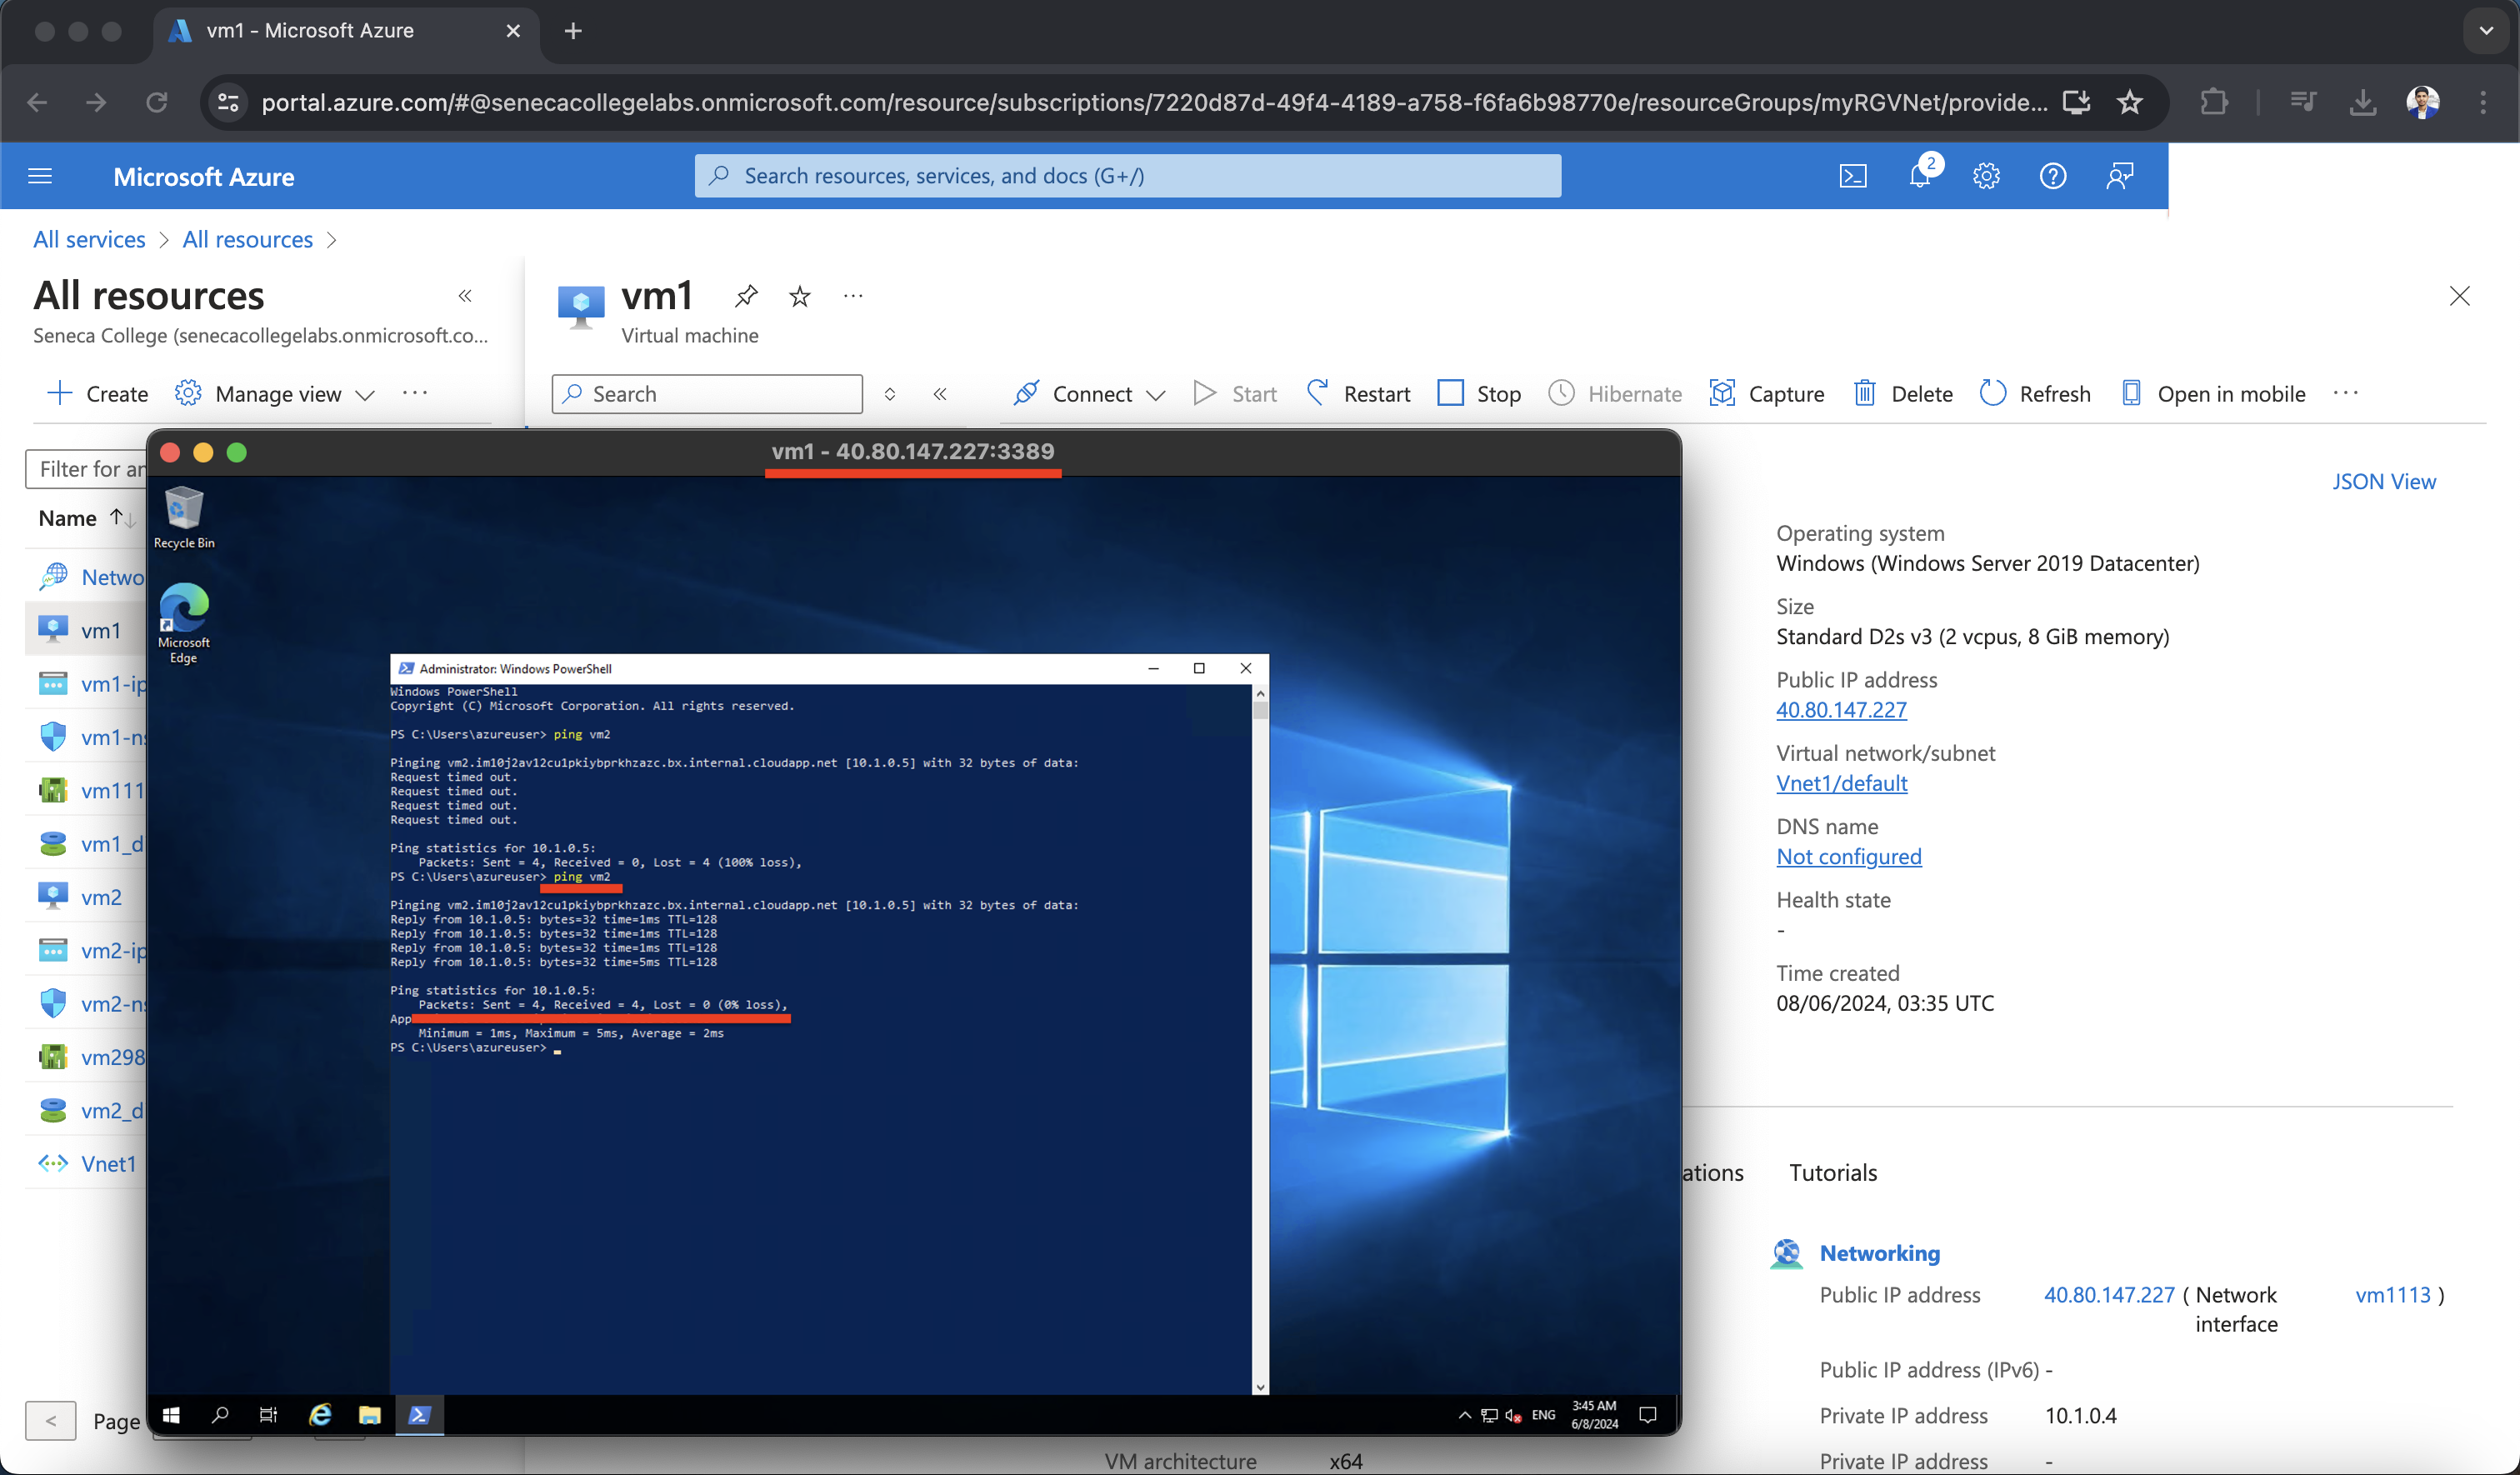 vm1 - Microsoft Azure
portal.azure.com/#@senecacollegelabs.onmicrosoft.com/resource/subscriptions/7220d87d-49f4-4189-a758-f6fa6b98770e/resourceGroups/myRGVNet/provide...
Microsoft Azure
Search resources, services, and docs (G+/)
2
All services > All resources >
All resources
Seneca College (senecacollegelabs.onmicrosoft.co...
vm1
Virtual machine
Create
Manage view
Search
Connect
Start
Restart
Stop
Hibernate
Capture
Delete
Refresh
Open in mobile
Filter for
Name
Netwo
vm1
vm1-ip
vm1-ns
vm111
vm1_d
vm2
vm2-ip
vm2-ns
vm298
vm2_d
Vnet1
< Page
vm1 - 40.80.147.227:3389
Recycle Bin
Microsoft
Edge
Administrator: Windows PowerShell
Windows PowerShell
Copyright (C) Microsoft Corporation. All rights reserved.
PS C:\Users\azureuser> ping vm2
Pinging vm2.im10j2av12cu1pkiybprkhzazc.bx.internal.cloudapp.net [10.1.0.5] with 32 bytes of data:
Request timed out.
Request timed out.
Request timed out.
Request timed out.
Ping statistics for 10.1.0.5:
Packets: Sent = 4, Received = 0, Lost = 4 (100% loss),
PS C:\Users\azureuser> ping vm2
Pinging vm2.im10j2av12cu1pkiybprkhzazc.bx.internal.cloudapp.net [10.1.0.5] with 32 bytes of data:
Reply from 10.1.0.5: bytes=32 time=1ms TTL=128
Reply from 10.1.0.5: bytes=32 time=1ms TTL=128
Reply from 10.1.0.5: bytes=32 time=1ms TTL=128
Reply from 10.1.0.5: bytes=32 time=5ms TTL=128
Ping statistics for 10.1.0.5:
Packets: Sent = 4, Received = 4, Lost = 0 (0% loss),
App
Minimum = 1ms, Maximum = 5ms, Average = 2ms
PS C:\Users\azureuser>
ENG
3:45 AM
6/8/2024
JSON View
Operating system
Windows (Windows Server 2019 Datacenter)
Size
Standard D2s v3 (2 vcpus, 8 GiB memory)
Public IP address
40.80.147.227
Virtual network/subnet
Vnet1/default
DNS name
Not configured
Health state
-
Time created
08/06/2024, 03:35 UTC
ations
Tutorials
Networking
Public IP address 40.80.147.227 ( Network interface vm1113 )
Public IP address (IPv6) -
Private IP address 10.1.0.4
Private IP address -
VM architecture x64